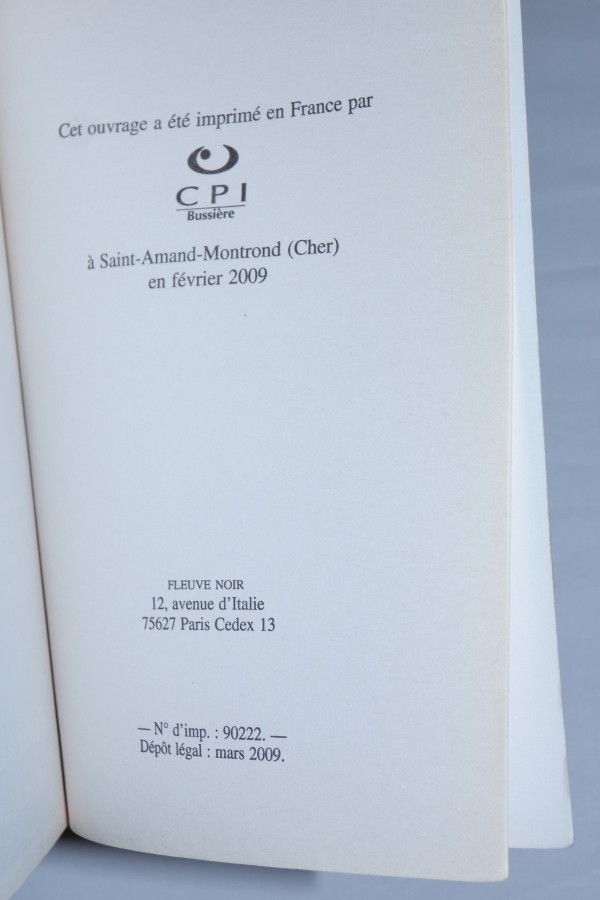 Cet ouvrage a été imprimé en France par
CPI
Bussière
à Saint-Amand-Montrond (Cher)
en février 2009
FLEUVE NOIR
12, avenue d'Italie
75627 Paris Cedex 13
— N° d'imp. : 90222. —
Dépôt légal : mars 2009.